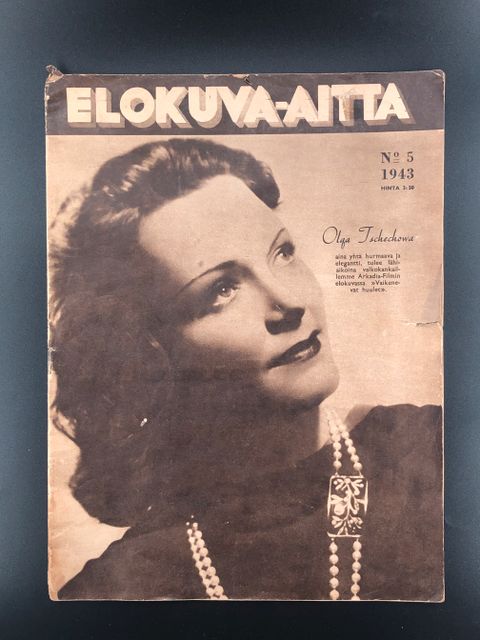 ELOKUVA-AITTA
Nº 5
1943
HINTA 3:50
Olga Tschechowa
aina yhtä hurmaava ja
elegantti, tulee lähi-
aikoina valkokankail-
lemme Arkadia-Filmin
elokuvassa »Vaikene-
vat huulet».